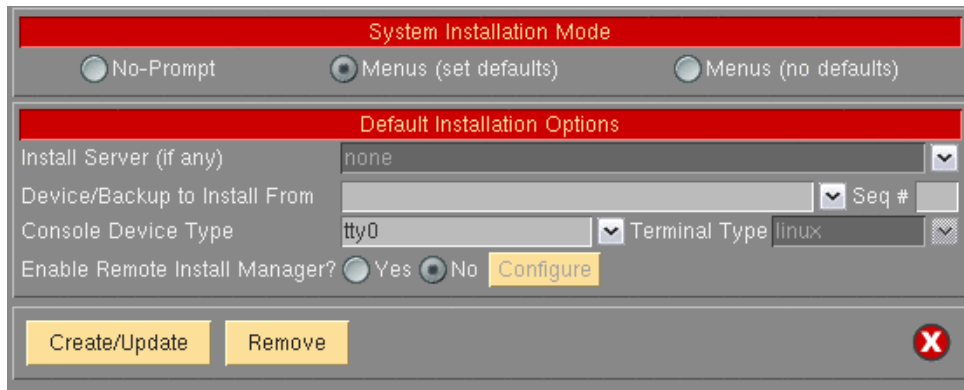 System Installation Mode
No-Prompt Menus (set defaults) Menus (no defaults)
Default Installation Options
Install Server (if any) none
Device/Backup to Install From Seq #
Console Device Type tty0 Terminal Type linux
Enable Remote Install Manager? Yes No Configure
Create/Update Remove